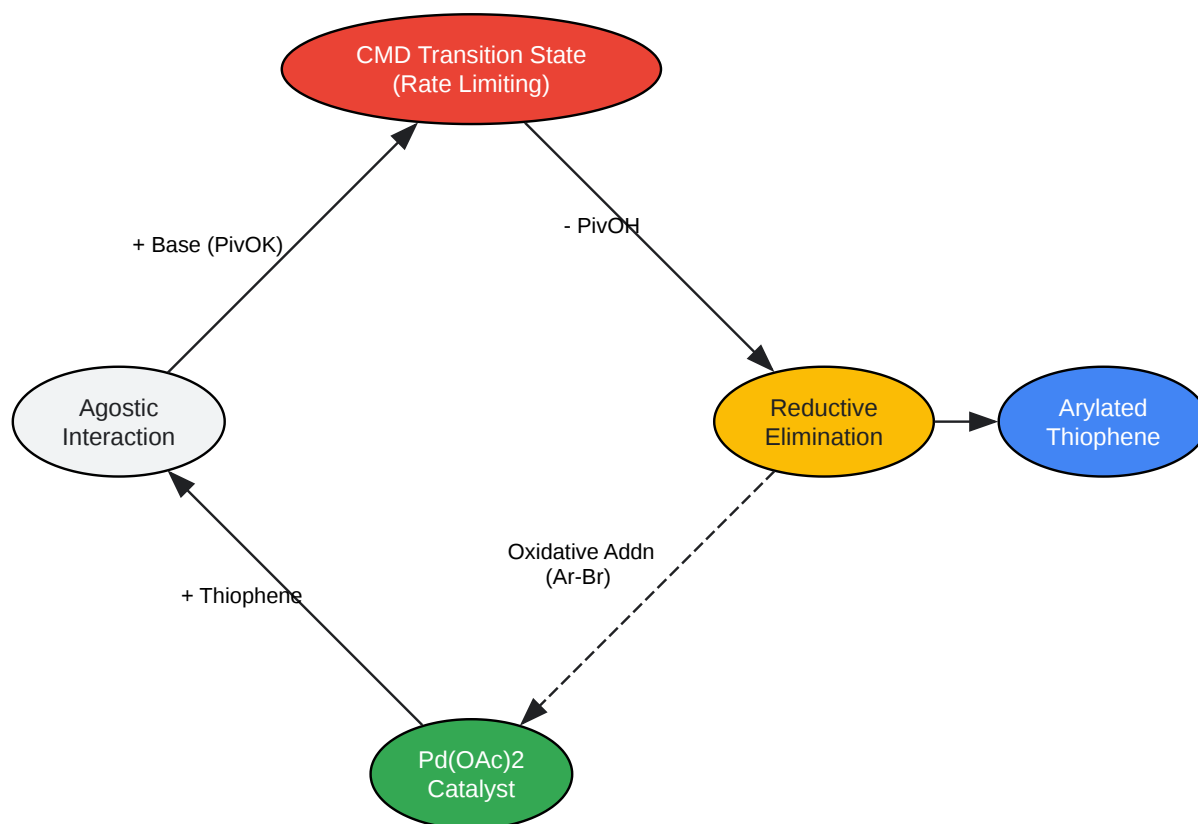 CMD Transition State
(Rate Limiting)
- PivOH
+ Base (PivOK)
Agostic
Interaction
Reductive
Elimination
Arylated
Thiophene
Oxidative Addn
(Ar-Br)
+ Thiophene
Pd(OAc)2
Catalyst